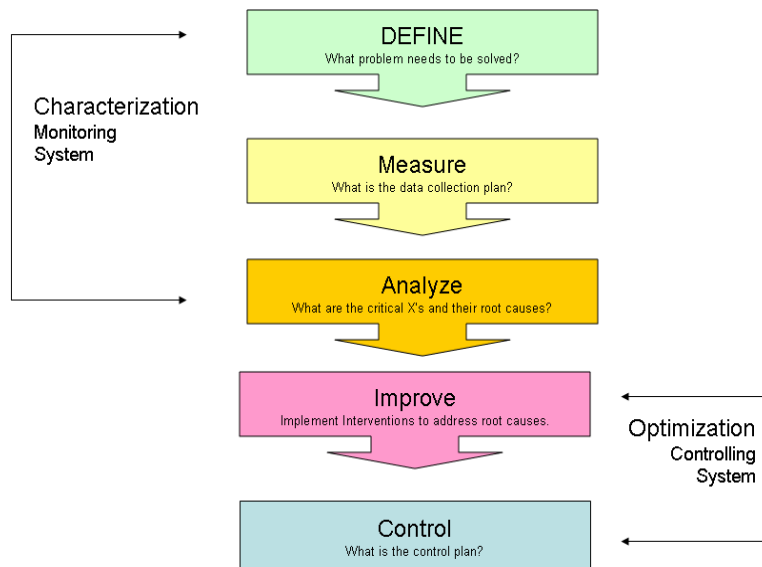 DEFINE
What problem needs to be solved?
Characterization
Monitoring
System
Measure
What is the data collection plan?
Analyze
What are the critical X's and their root causes?
Improve
Implement Interventions to address root causes.
Optimization
Controlling
System
Control
What is the control plan?